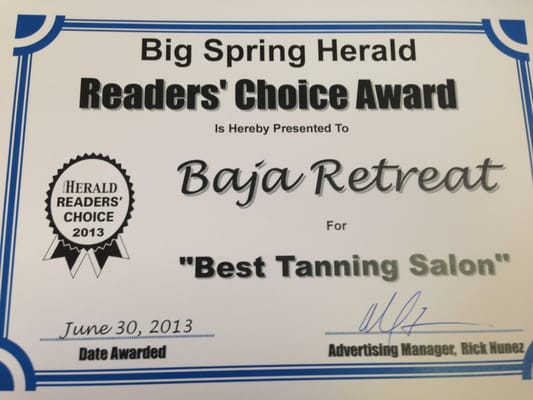 Big Spring Herald
Readers' Choice Award
Is Hereby Presented To
Baja Retreat
For
"Best Tanning Salon"
HERALD
READERS'
CHOICE
2013
June 30, 2013
Date Awarded
Advertising Manager, Rick Nunez